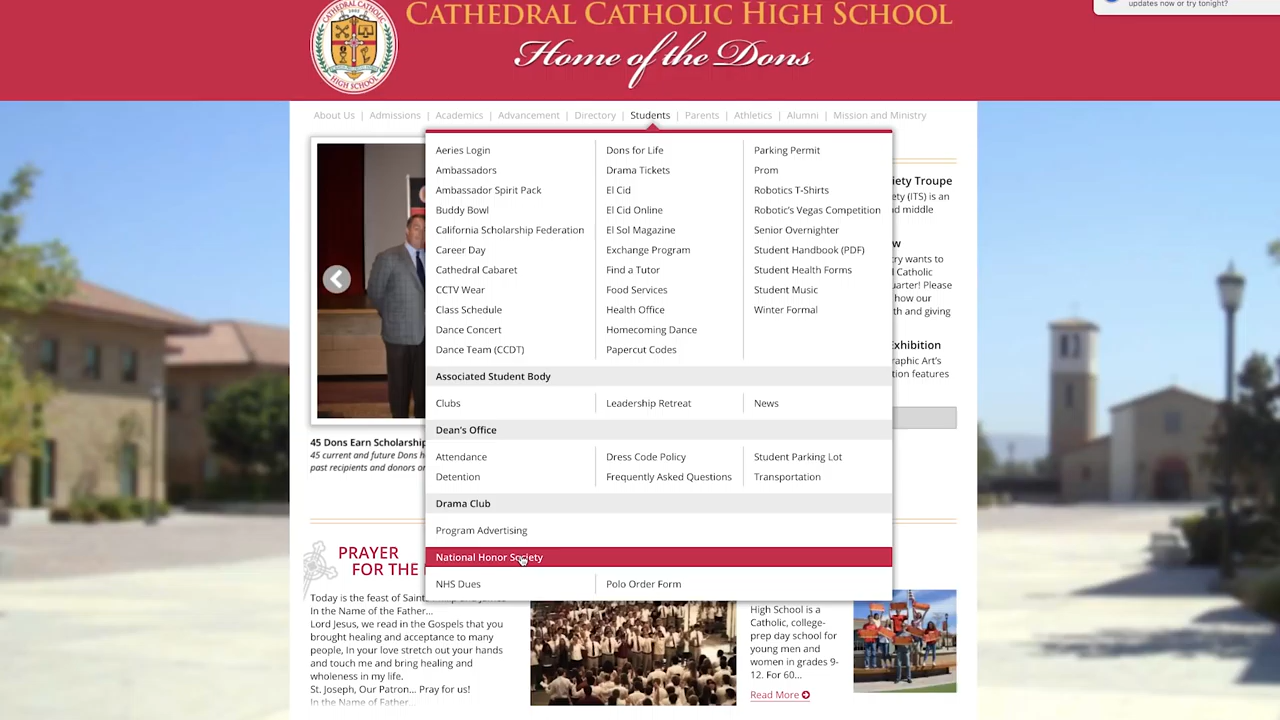 updates now or try tonight?
CATHEDRAL CATHOLIC HIGH SCHOOL
Home of the Dons
HIGH SCHOOL
About Us | Admissions | Academics | Advancement | Directory | Students | Parents | Athletics | Alumni | Mission and Ministry
Aeries Login
Ambassadors
Ambassador Spirit Pack
Buddy Bowl
California Scholarship Federation
Career Day
Cathedral Cabaret
CCTV Wear
Class Schedule
Dance Concert
Dance Team (CCDT)
Dons for Life
Drama Tickets
El Cid
El Cid Online
El Sol Magazine
Exchange Program
Find a Tutor
Food Services
Health Office
Homecoming Dance
Papercut Codes
Parking Permit
Prom
Robotics T-Shirts
Robotic's Vegas Competition
Senior Overnighter
Student Handbook (PDF)
Student Health Forms
Student Music
Winter Formal
Associated Student Body
Clubs
Leadership Retreat
News
Dean's Office
Attendance
Detention
Dress Code Policy
Frequently Asked Questions
Student Parking Lot
Transportation
Drama Club
Program Advertising
National Honor Society
NHS Dues
Polo Order Form
iety Troupe
ety (ITS) is an
nd middle
ry wants to
d Catholic
uarter! Please
how our
th and giving
Exhibition
raphic Art's
tion features
45 Dons Earn Scholarship
45 current and future Dons h
past recipients and donors o
PRAYER
FOR THE
Today is the feast of Saint
In the Name of the Father...
Lord Jesus, we read in the Gospels that you
brought healing and acceptance to many
people, In your love stretch out your hands
and touch me and bring healing and
wholeness in my life.
St. Joseph, Our Patron... Pray for us!
In the Name of Father...
High School is a
Catholic, college-
prep day school for
young men and
women in grades 9-
12. For 60...
Read More